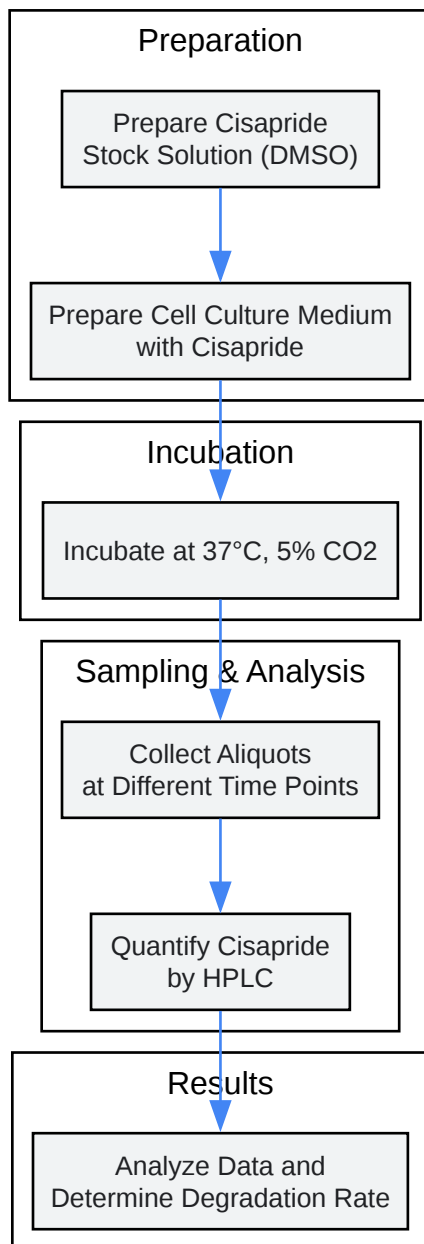 Preparation
Prepare Cisapride
Stock Solution (DMSO)
Prepare Cell Culture Medium
with Cisapride
Incubation
Incubate at 37°C, 5% CO2
Sampling & Analysis
Collect Aliquots
at Different Time Points
Quantify Cisapride
by HPLC
Results
Analyze Data and
Determine Degradation Rate